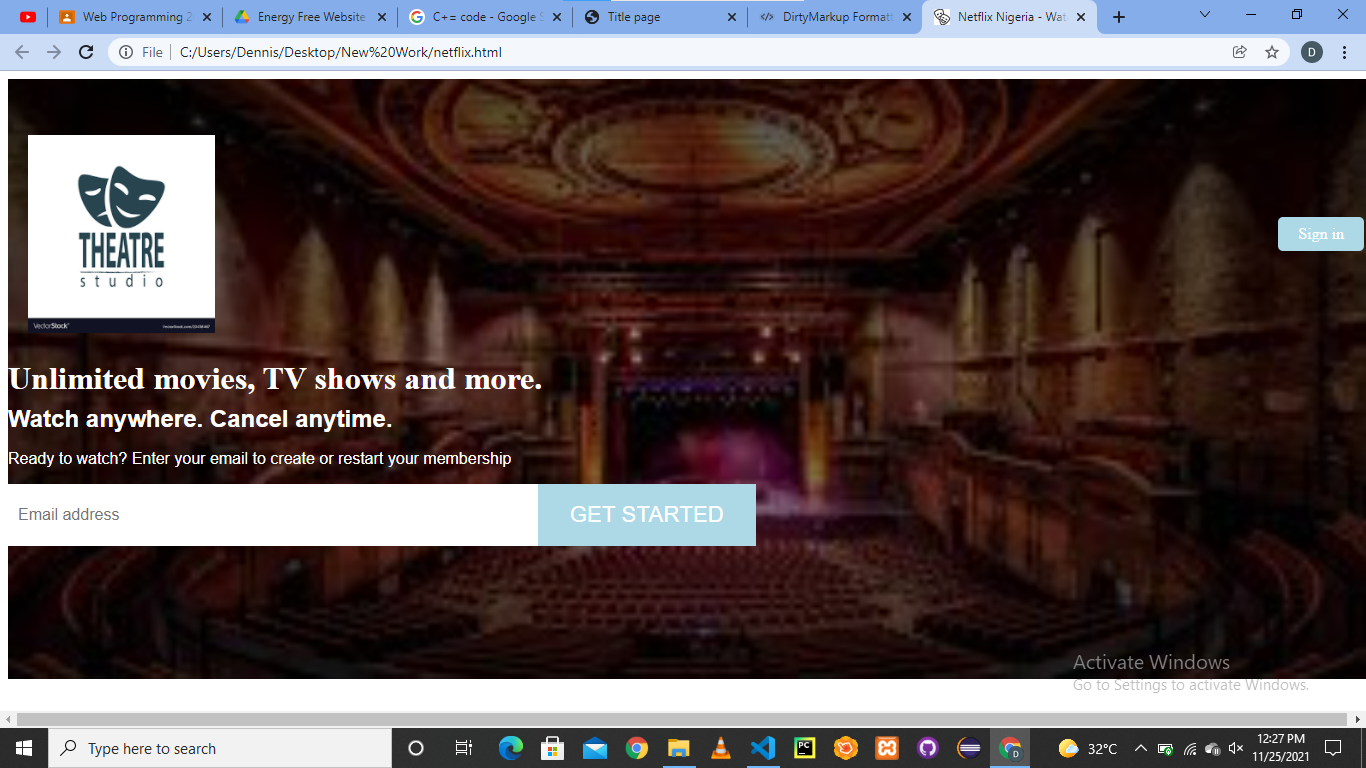 Web Programming 2
Energy Free Website
C++= code - Google S
Title page
DirtyMarkup Formatt
Netflix Nigeria - Wat
File
C:/Users/Dennis/Desktop/New%20Work/netflix.html
D
THEATRE
studio
VectorStock
Sign in
Unlimited movies, TV shows and more.
Watch anywhere. Cancel anytime.
Ready to watch? Enter your email to create or restart your membership
Email address
GET STARTED
Activate Windows
Go to Settings to activate Windows.
Type here to search
PC
D
32°C
12:27 PM
11/25/2021